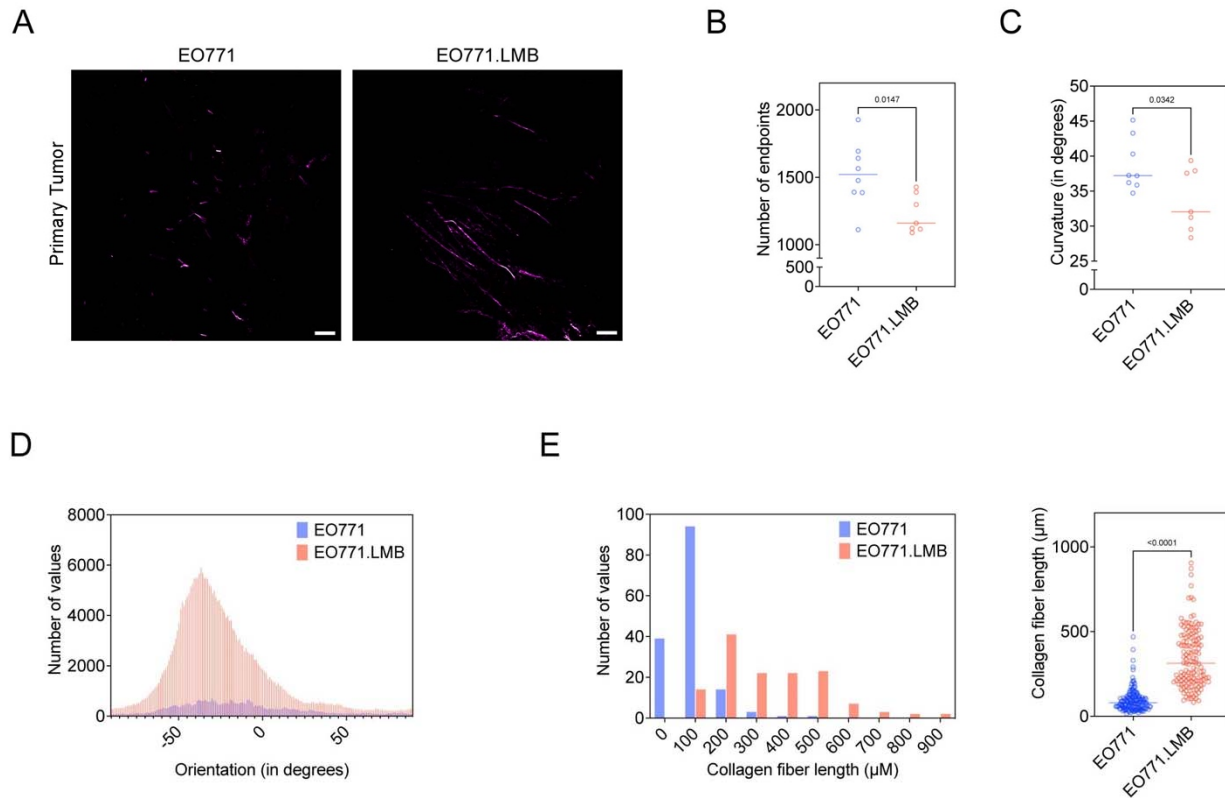 A
EO771
EO771.LMB
Primary Tumor
B
Number of endpoints
2000
1500
1000
500
0
0.0147
EO771
EO771.LMB
C
Curvature (in degrees)
50
45
40
35
30
25
0
0.0342
EO771
EO771.LMB
D
Number of values
8000
6000
4000
2000
0
EO771
EO771.LMB
-50
0
50
Orientation (in degrees)
E
Number of values
100
80
60
40
20
0
EO771
EO771.LMB
0
100
200
300
400
500
600
700
800
900
Collagen fiber length (µM)
Collagen fiber length (µm)
1000
500
0
<0.0001
EO771
EO771.LMB